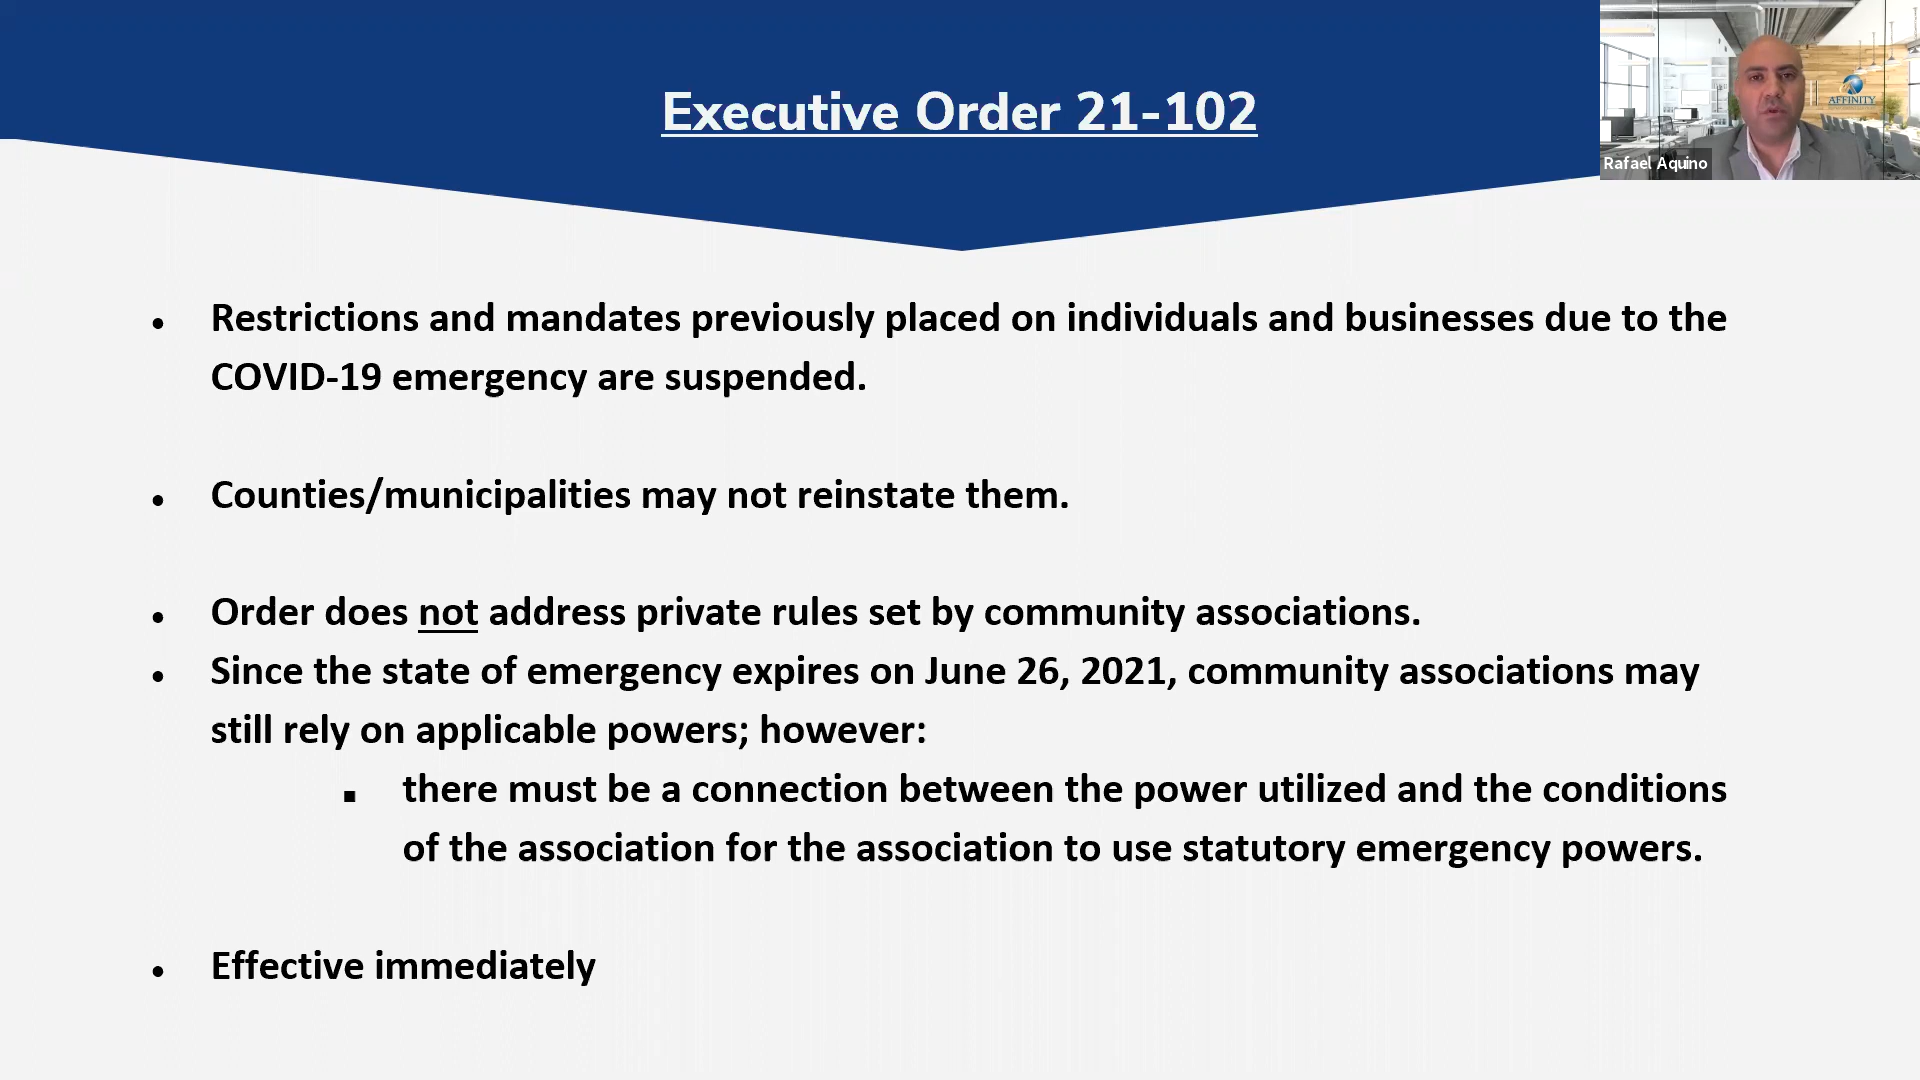 Executive Order 21-102
AFFINITY
Rafael Aquino
Restrictions and mandates previously placed on individuals and businesses due to the
COVID-19 emergency are suspended.
Counties/municipalities may not reinstate them.
Order does not address private rules set by community associations.
Since the state of emergency expires on June 26, 2021, community associations may
still rely on applicable powers; however:
there must be a connection between the power utilized and the conditions
of the association for the association to use statutory emergency powers.
Effective immediately